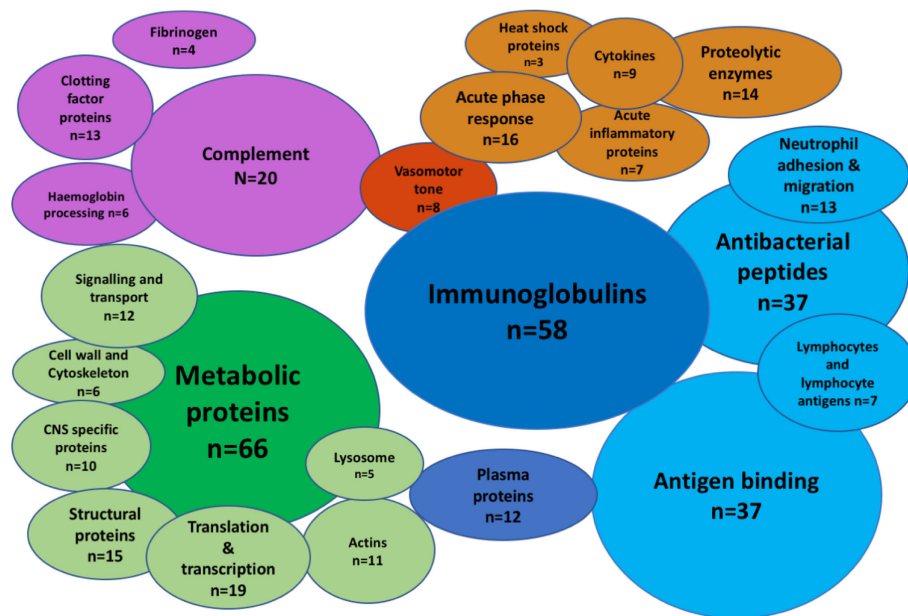 Fibrinogen
n=4
Clotting
factor
proteins
n=13
Complement
N=20
Haemoglobin
processing n=6
Heat shock
proteins
n=3
Cytokines
n=9
Proteolytic
enzymes
n=14
Acute phase
response
n=16
Acute
inflammatory
proteins
n=7
Vasomotor
tone
n=8
Neutrophil
adhesion &
migration
n=13
Antibacterial
peptides
n=37
Immunoglobulins
n=58
Lymphocytes
and
lymphocyte
antigens n=7
Signalling and
transport
n=12
Cell wall and
Cytoskeleton
n=6
Metabolic
proteins
n=66
CNS specific
proteins
n=10
Lysosome
n=5
Plasma
proteins
n=12
Antigen binding
n=37
Structural
proteins
n=15
Translation
&
transcription
n=19
Actins
n=11